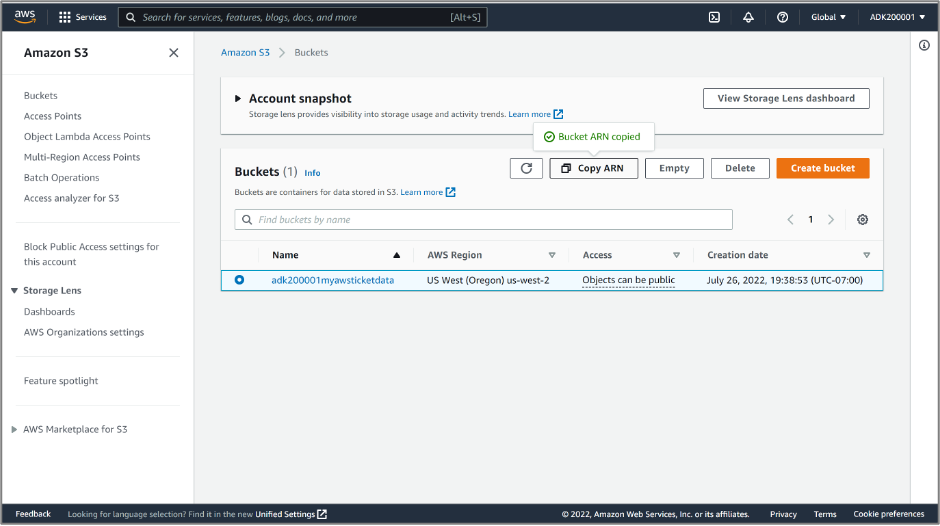 aws
Services
Search for services, features, blogs, docs, and more
[Alt+S]
Global
ADK200001
Amazon S3
Buckets
Access Points
Object Lambda Access Points
Multi-Region Access Points
Batch Operations
Access analyzer for S3
Block Public Access settings for
this account
Storage Lens
Dashboards
AWS Organizations settings
Feature spotlight
AWS Marketplace for S3
Amazon S3
Buckets
Account snapshot
Storage lens provides visibility into storage usage and activity trends. Learn more
View Storage Lens dashboard
Bucket ARN copied
Buckets (1) Info
Buckets are containers for data stored in S3. Learn more
Copy ARN
Empty
Delete
Create bucket
Find buckets by name
1
Name
AWS Region
Access
Creation date
adk200001myawsticketdata
US West (Oregon) us-west-2
Objects can be public
July 26, 2022, 19:38:53 (UTC-07:00)
Feedback
Looking for language selection? Find it in the new Unified Settings
© 2022, Amazon Web Services, Inc. or its affiliates.
Privacy
Terms
Cookie preferences